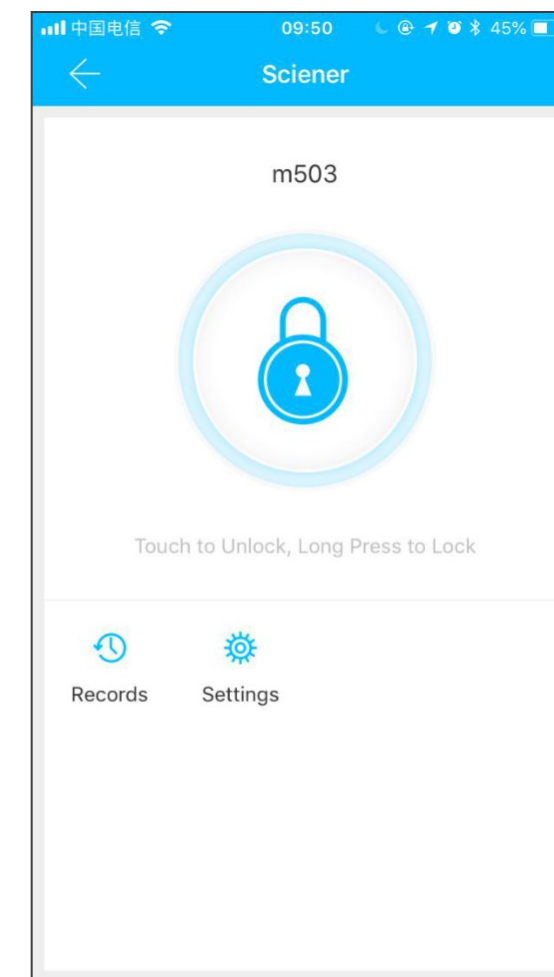 中国电信 09:50 45%
Sciener
m503
Touch to Unlock, Long Press to Lock
Records Settings